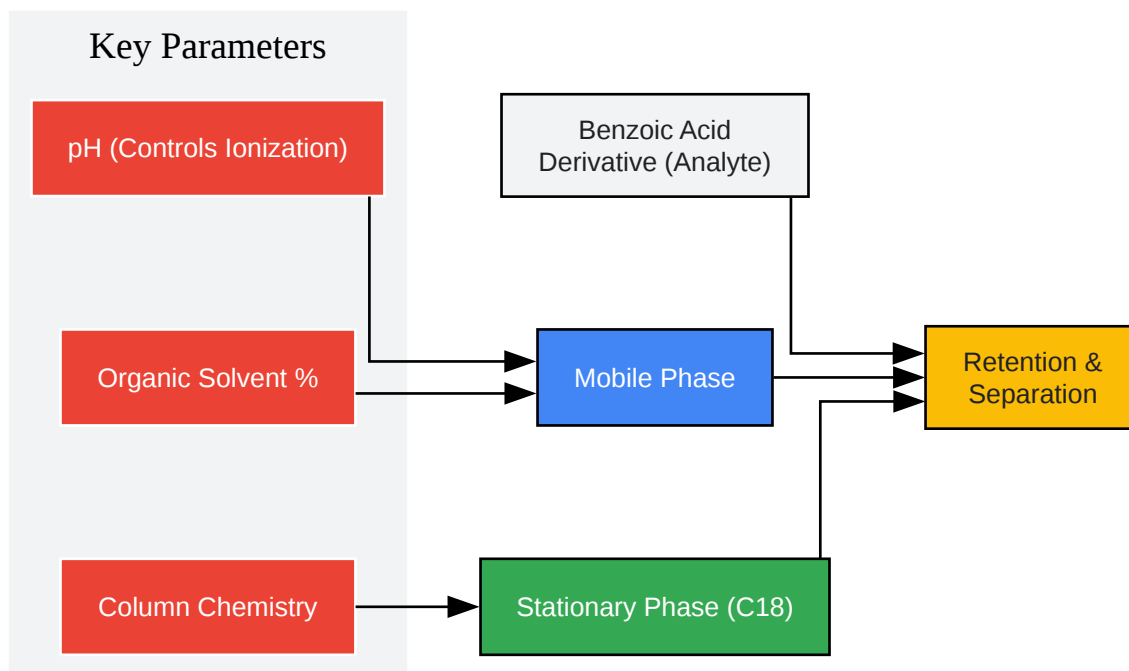 Key Parameters
pH (Controls Ionization)
Benzoic Acid
Derivative (Analyte)
Organic Solvent %
Mobile Phase
Retention &
Separation
Column Chemistry
Stationary Phase (C18)